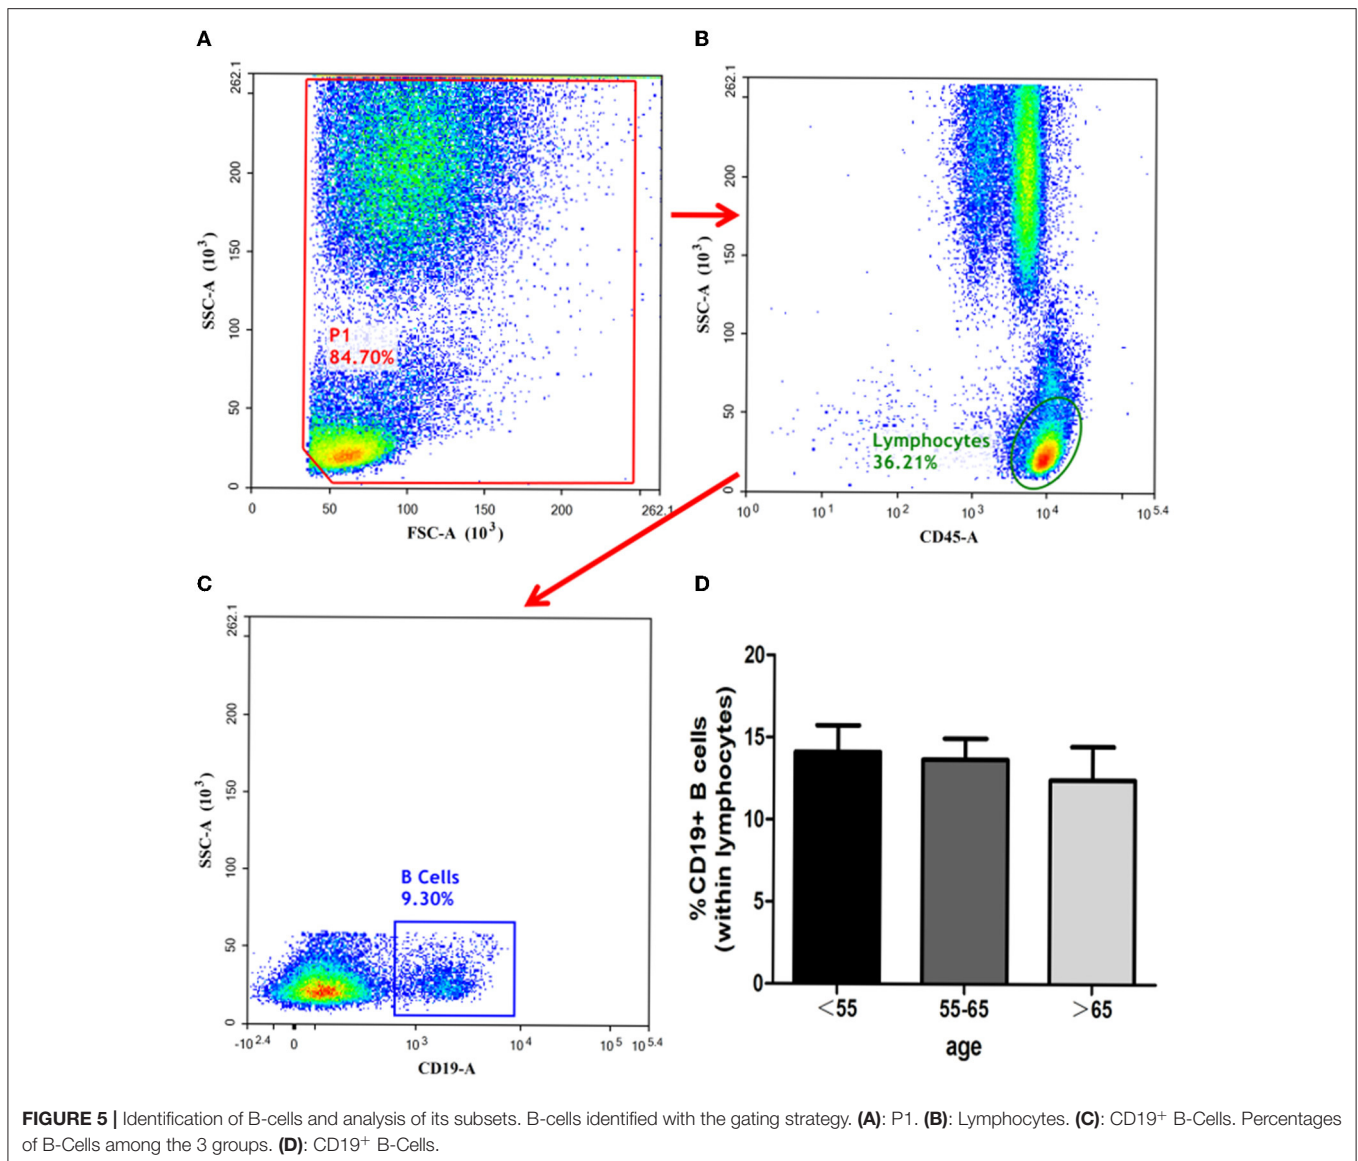 A
262.1
200
150
100
50
0
SSC-A (10³)
P1
84.70%
0 50 100 150 200 262.1
FSC-A (10³)
B
262.1
200
150
100
50
0
SSC-A (10³)
Lymphocytes
36.21%
10⁰ 10¹ 10² 10³ 10⁴ 10⁵·⁴
CD45-A
C
262.1
200
150
100
50
0
SSC-A (10³)
B Cells
9.30%
-10²·⁴ 0 10³ 10⁴ 10⁵ 10⁵·⁴
CD19-A
D
20
15
10
5
0
%CD19+ B cells
(within lymphocytes)
<55 55-65 >65
age
FIGURE 5 | Identification of B-cells and analysis of its subsets. B-cells identified with the gating strategy. (A): P1. (B): Lymphocytes. (C): CD19⁺ B-Cells. Percentages
of B-Cells among the 3 groups. (D): CD19⁺ B-Cells.